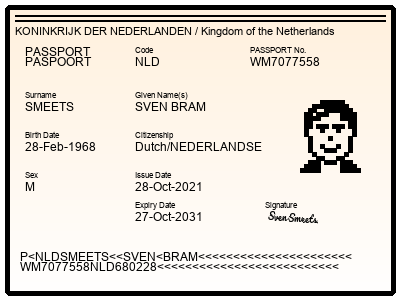 KONINKRIJK DER NEDERLANDEN / Kingdom of the Netherlands
PASSPORT Code PASSPORT No.
PASPOORT NLD WM7077558
Surname Given Name(s)
SMEETS SVEN BRAM
Birth Date Citizenship
28-Feb-1968 Dutch/NEDERLANDSE
Sex Issue Date
M 28-Oct-2021
Expiry Date Signature
27-Oct-2031 Sven Smeets
P<NLDSMEETS<<SVEN<BRAM<<<<<<<<<<<<<<<<<<<<<<
WM7077558NLD680228<<<<<<<<<<<<<<<<<<<<<<<<<<